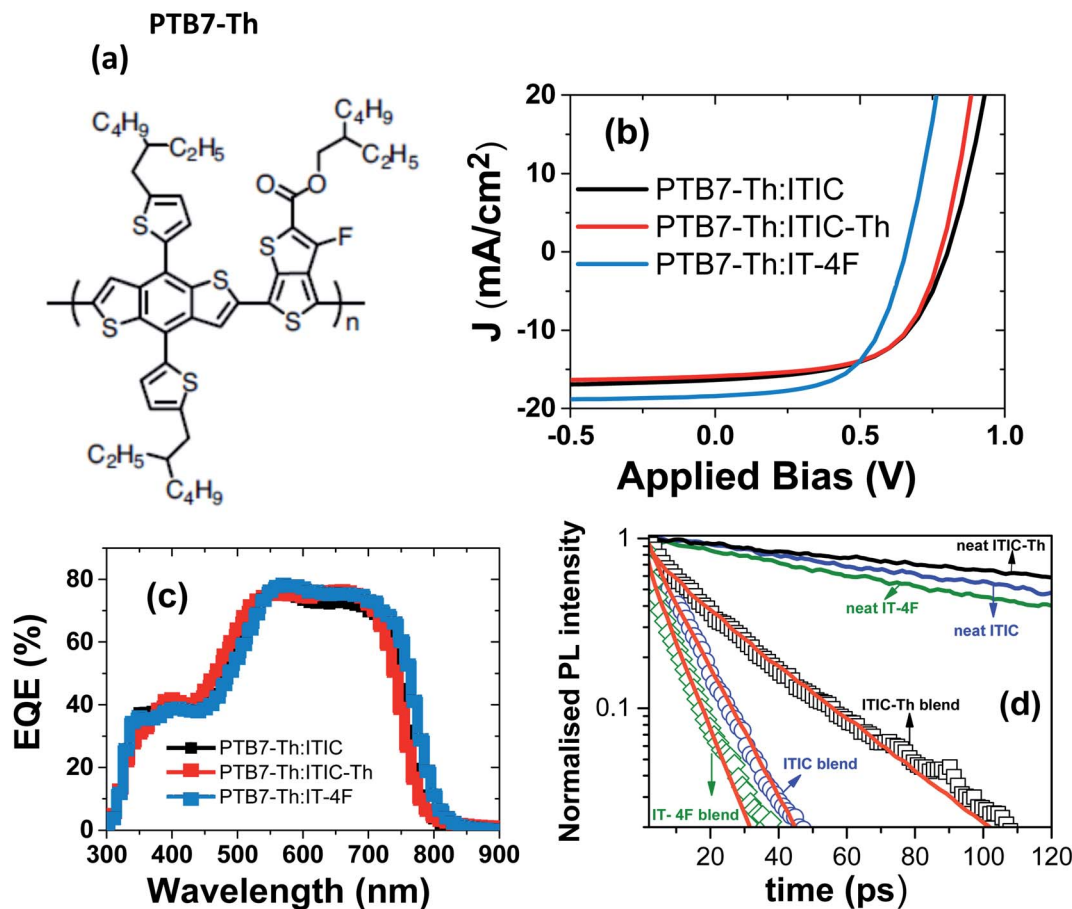 PTB7-Th
(a)
C4H9
C2H5
S
C4H9
C2H5
O
O
S
F
S
S
S
n
S
C2H5
C4H9
(b)
PTB7-Th:ITIC
PTB7-Th:ITIC-Th
PTB7-Th:IT-4F
J (mA/cm²)
20
10
0
-10
-20
-0.5
0.0
0.5
1.0
Applied Bias (V)
(c)
EQE (%)
80
60
40
20
0
PTB7-Th:ITIC
PTB7-Th:ITIC-Th
PTB7-Th:IT-4F
300
400
500
600
700
800
900
Wavelength (nm)
Normalised PL intensity
1
0.1
neat ITIC-Th
neat IT-4F
neat ITIC
(d)
ITIC-Th blend
ITIC blend
IT- 4F blend
20
40
60
80
100
120
time (ps)